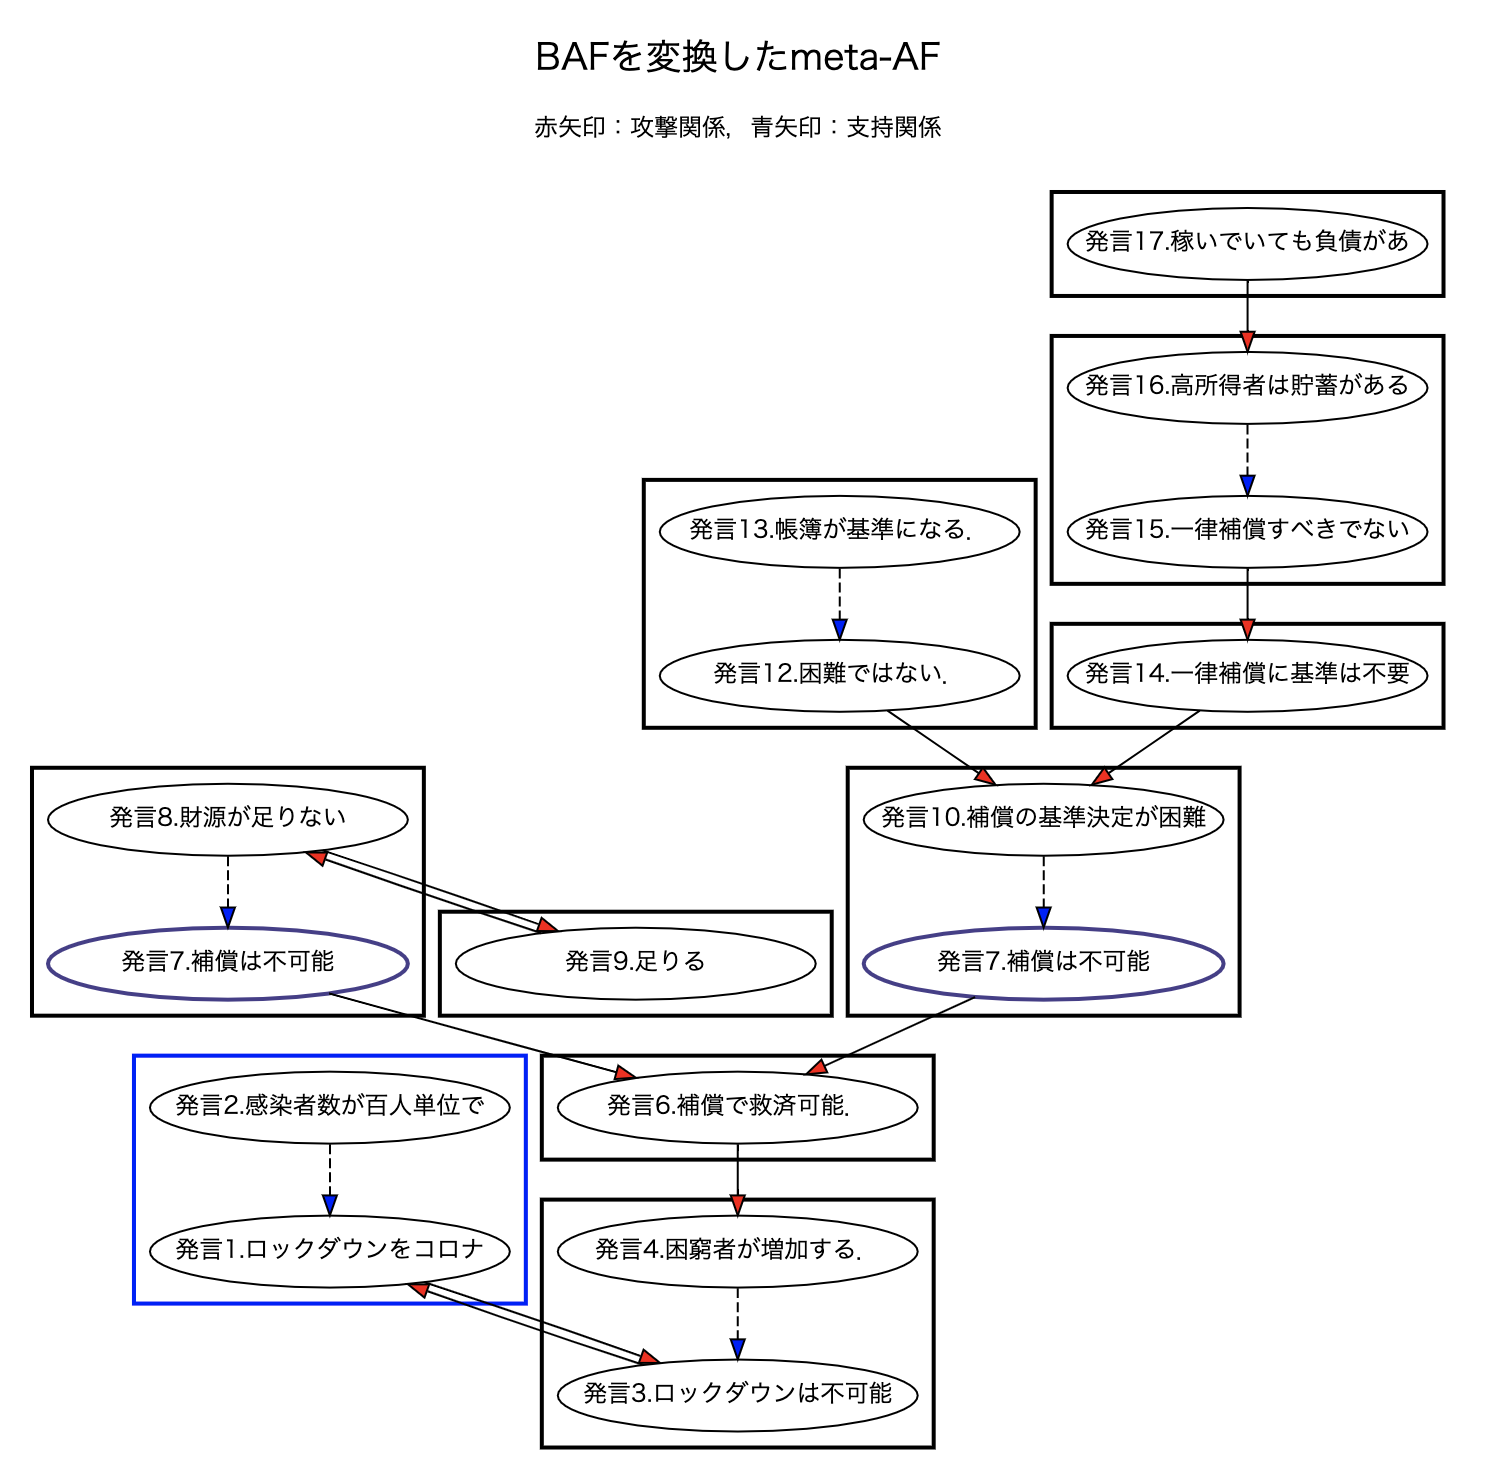 BAFを変換したmeta-AF
赤矢印：攻撃関係，青矢印：支持関係
発言17.稼いでいても負債があ
発言16.高所得者は貯蓄がある
発言13.帳簿が基準になる．
発言15.一律補償すべきでない
発言12.困難ではない．
発言14.一律補償に基準は不要
発言8.財源が足りない
発言10.補償の基準決定が困難
発言7.補償は不可能
発言9.足りる
発言7.補償は不可能
発言2.感染者数が百人単位で
発言6.補償で救済可能．
発言1.ロックダウンをコロナ
発言4.困窮者が増加する．
発言3.ロックダウンは不可能